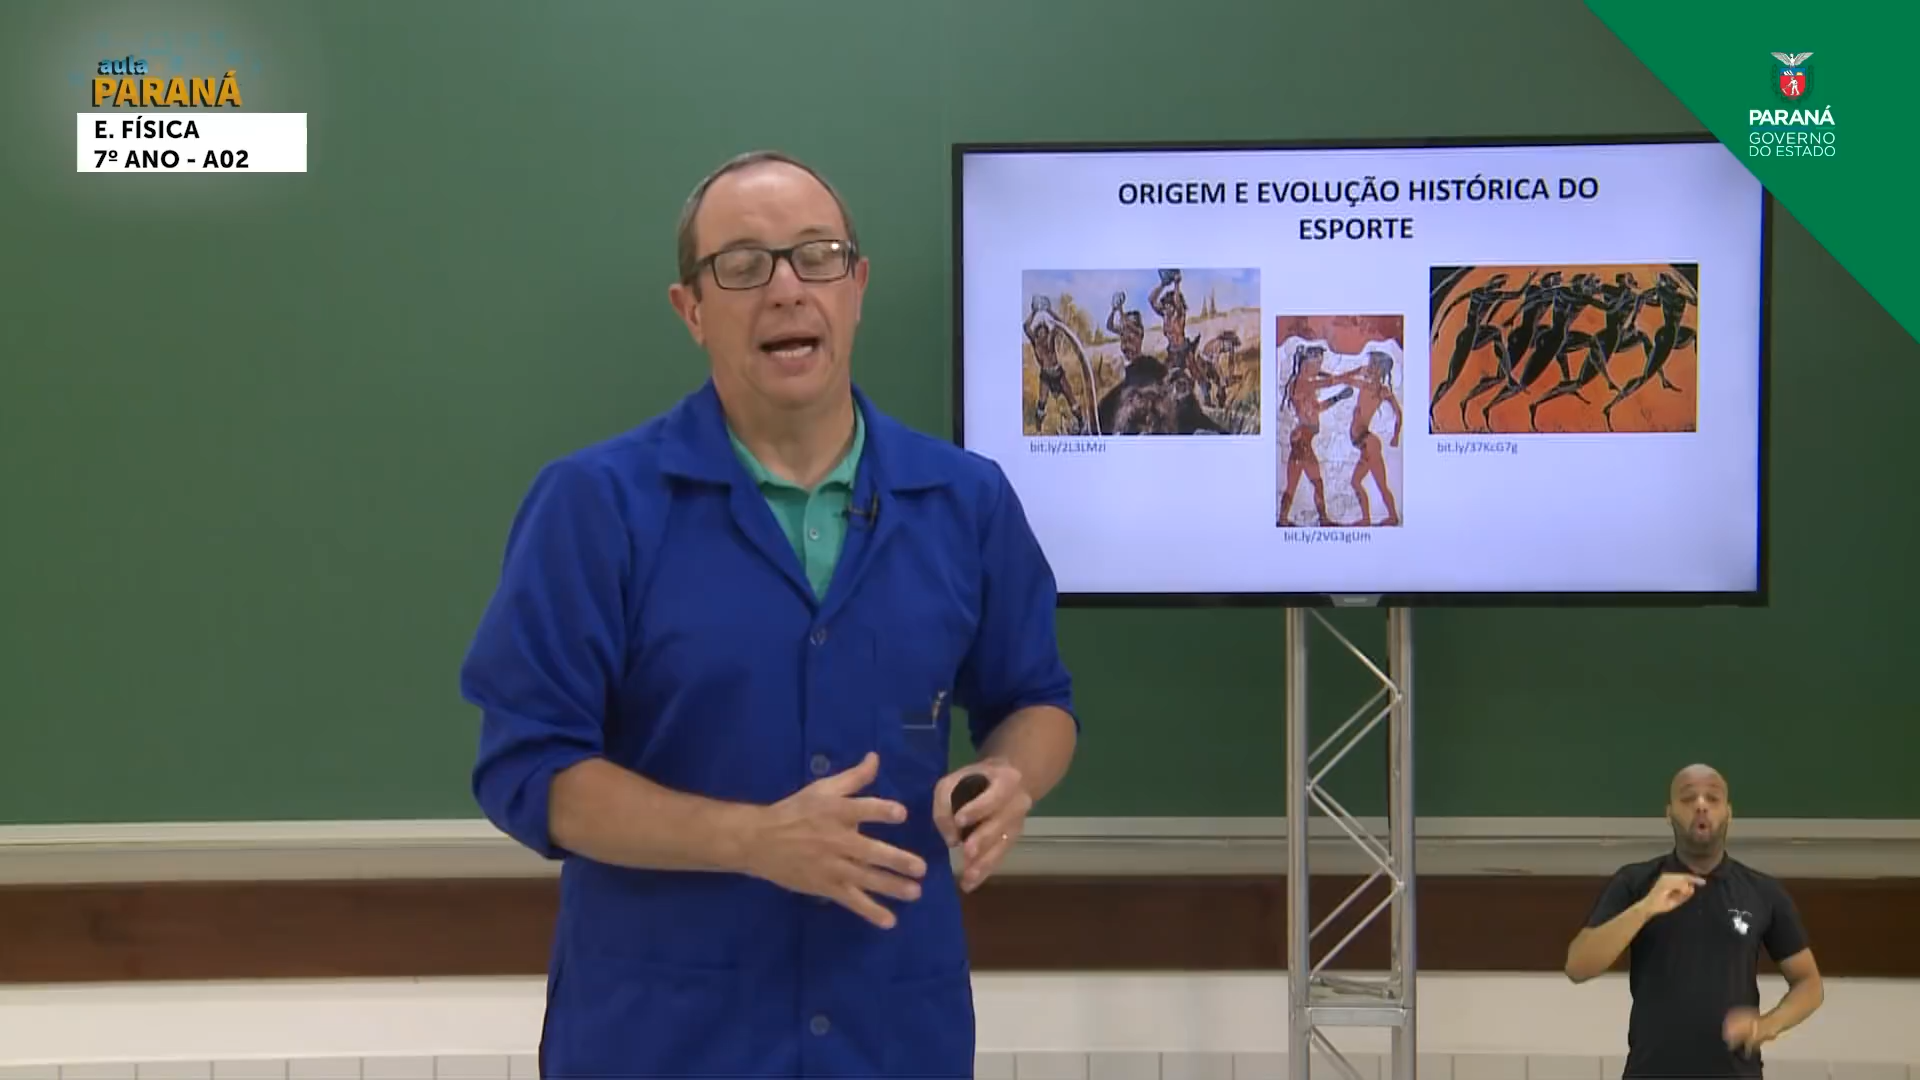 aula
PARANÁ
E. FÍSICA
7º ANO - A02
PARANÁ
GOVERNO
DO ESTADO
ORIGEM E EVOLUÇÃO HISTÓRICA DO
ESPORTE
bit.ly/2L3LMzi
bit.ly/37KcG7g
bit.ly/2VG3gUm